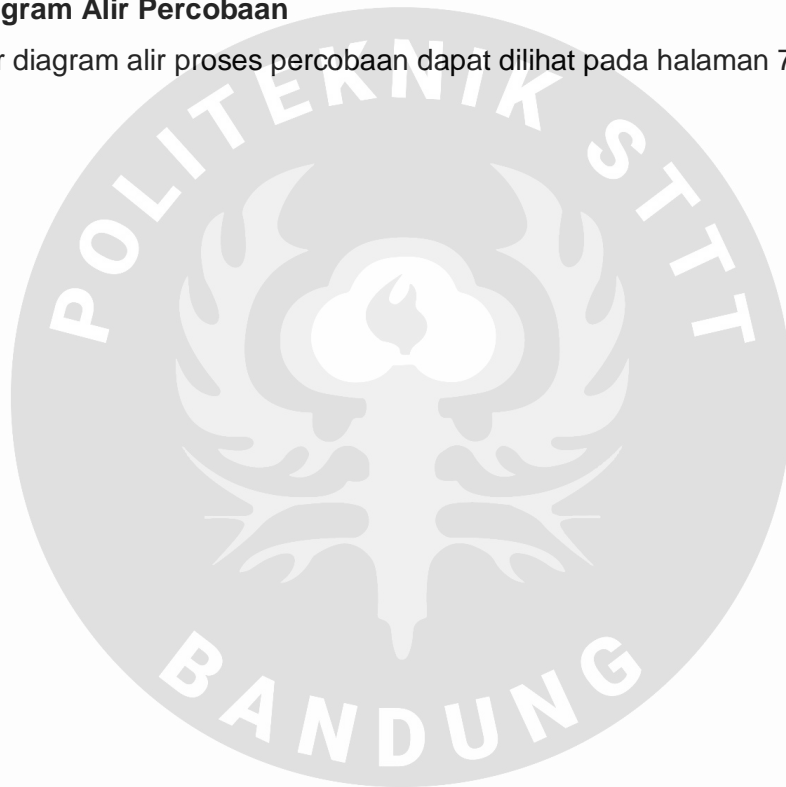 gram Alir Percobaan
diagram alir proses percobaan dapat dilihat pada halaman 7
POLITEKNIK STTT
BANDUNG